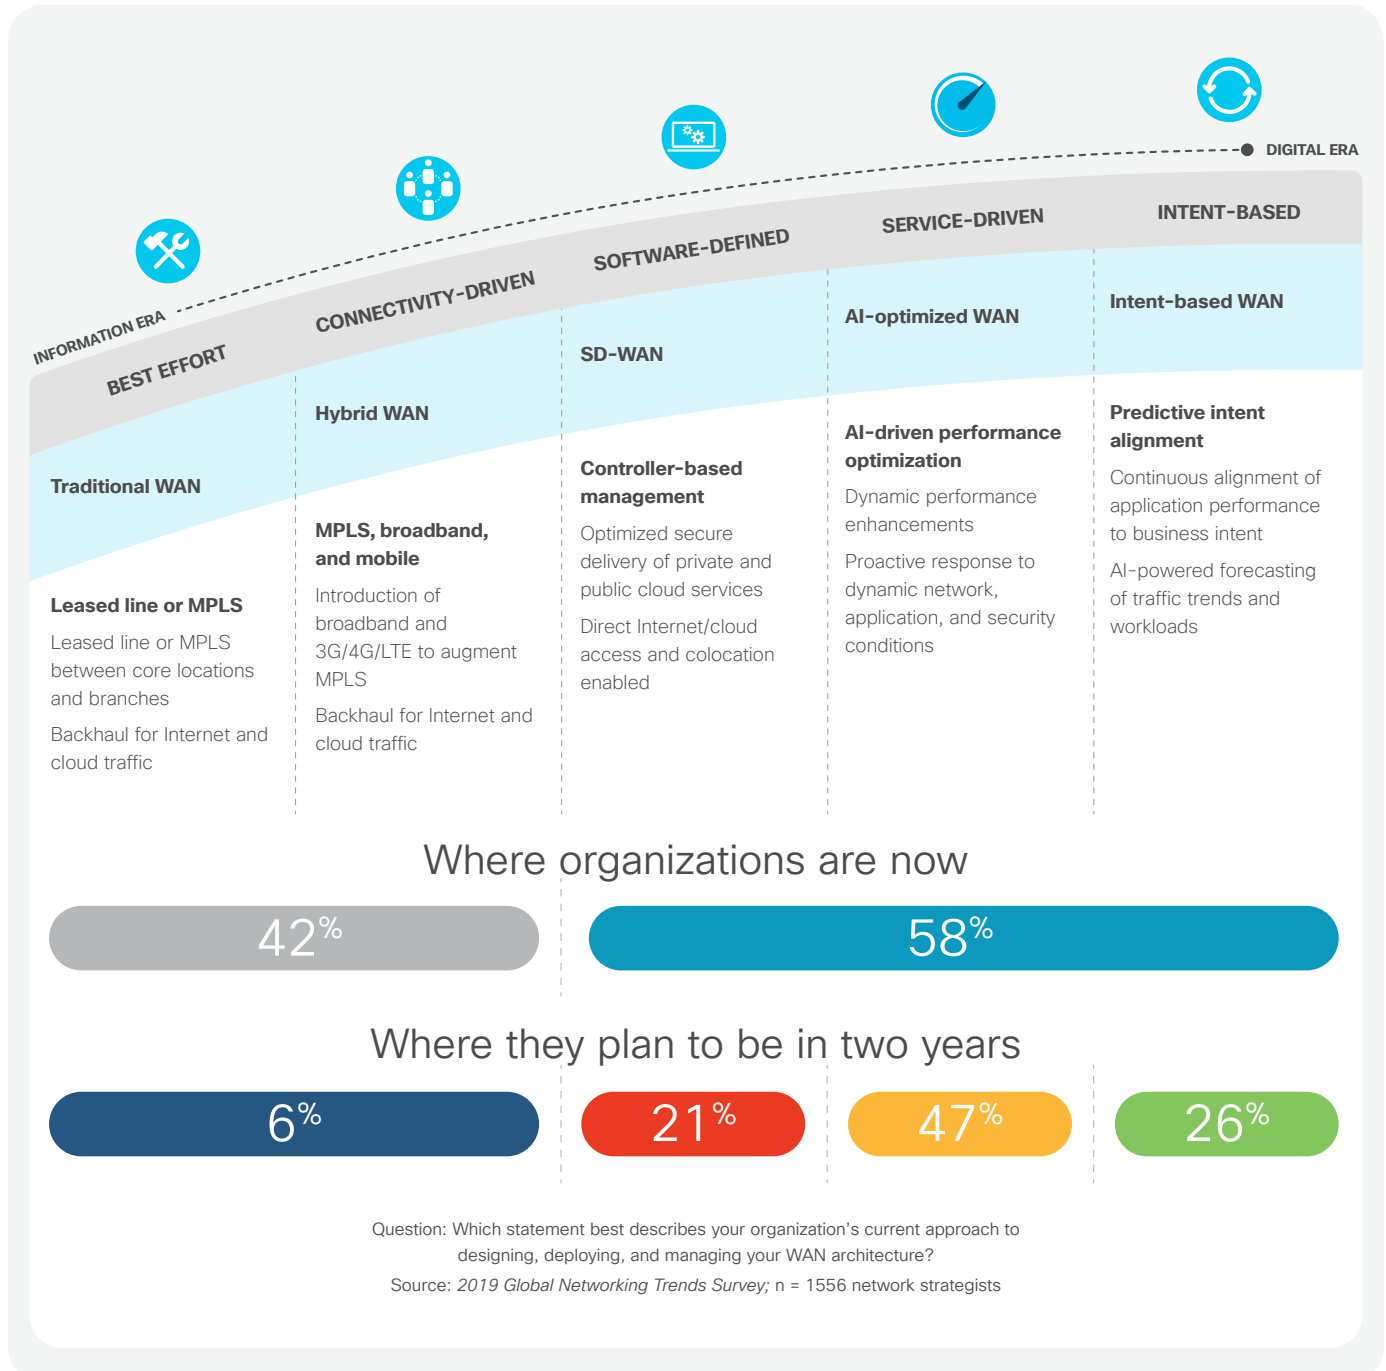 DIGITAL ERA
INFORMATION ERA
BEST EFFORT
CONNECTIVITY-DRIVEN
SOFTWARE-DEFINED
SERVICE-DRIVEN
INTENT-BASED
Traditional WAN
Leased line or MPLS
Leased line or MPLS
between core locations
and branches
Backhaul for Internet and
cloud traffic
Hybrid WAN
MPLS, broadband,
and mobile
Introduction of
broadband and
3G/4G/LTE to augment
MPLS
Backhaul for Internet and
cloud traffic
SD-WAN
Controller-based
management
Optimized secure
delivery of private and
public cloud services
Direct Internet/cloud
access and colocation
enabled
AI-optimized WAN
AI-driven performance
optimization
Dynamic performance
enhancements
Proactive response to
dynamic network,
application, and security
conditions
Intent-based WAN
Predictive intent
alignment
Continuous alignment of
application performance
to business intent
AI-powered forecasting
of traffic trends and
workloads
Where organizations are now
42%
58%
Where they plan to be in two years
6%
21%
47%
26%
Question: Which statement best describes your organization's current approach to
designing, deploying, and managing your WAN architecture?
Source: 2019 Global Networking Trends Survey; n = 1556 network strategists